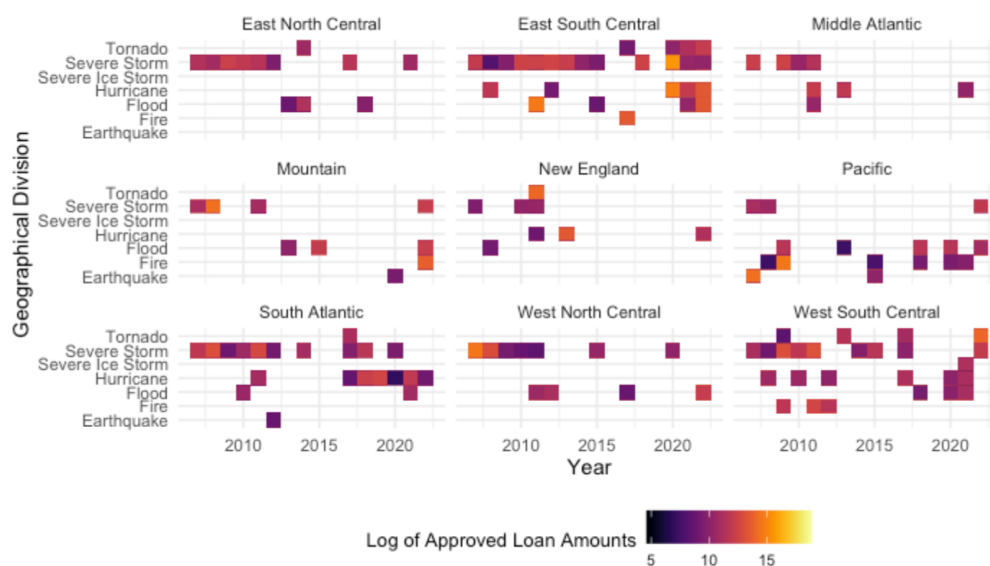 East North Central
East South Central
Middle Atlantic
Tornado
Severe Storm
Severe Ice Storm
Hurricane
Flood
Fire
Earthquake
Mountain
New England
Pacific
Tornado
Severe Storm
Severe Ice Storm
Hurricane
Flood
Fire
Earthquake
South Atlantic
West North Central
West South Central
Tornado
Severe Storm
Severe Ice Storm
Hurricane
Flood
Fire
Earthquake
Geographical Division
2010 2015 2020
2010 2015 2020
2010 2015 2020
Year
Log of Approved Loan Amounts
5 10 15